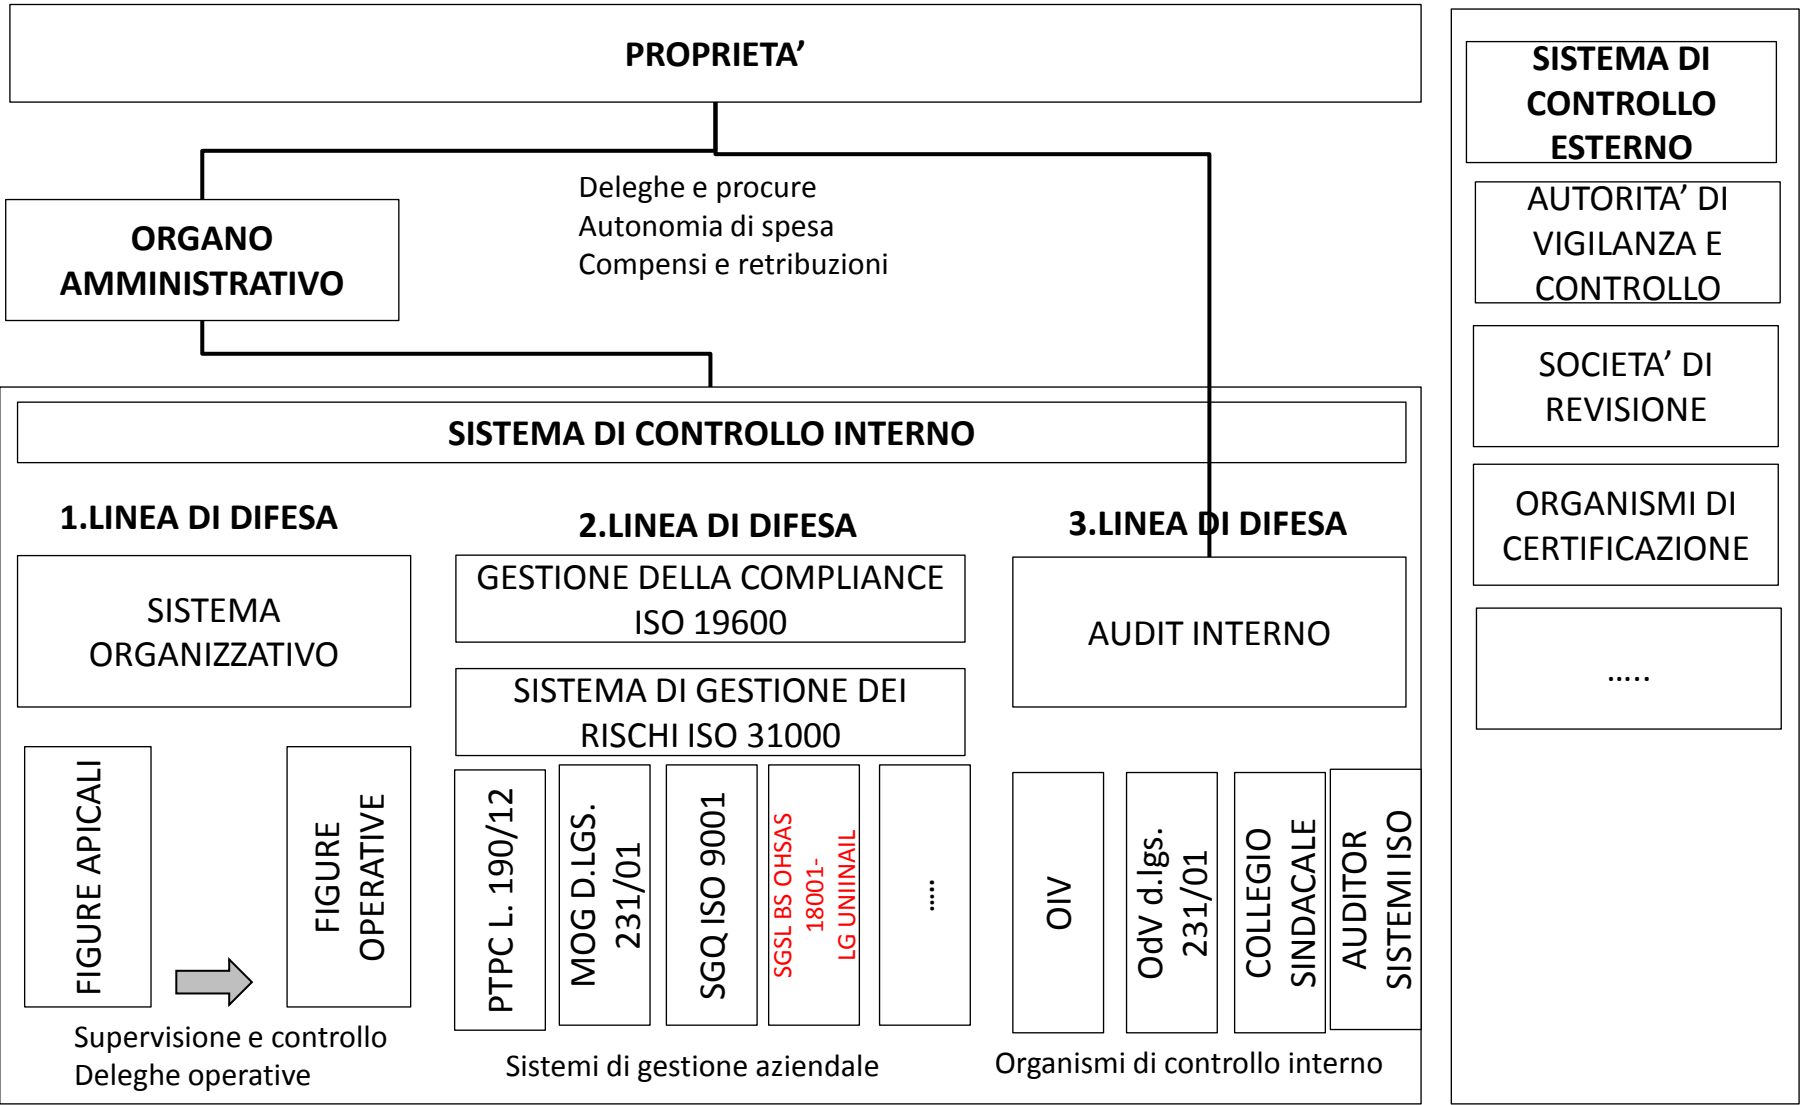 PROPRIETA’
Deleghe e procure
Autonomia di spesa
Compensi e retribuzioni
ORGANO
AMMINISTRATIVO
SISTEMA DI CONTROLLO INTERNO
1.LINEA DI DIFESA
SISTEMA
ORGANIZZATIVO
FIGURE APICALI
FIGURE
OPERATIVE
Supervisione e controllo
Deleghe operative
2.LINEA DI DIFESA
GESTIONE DELLA COMPLIANCE
ISO 19600
SISTEMA DI GESTIONE DEI
RISCHI ISO 31000
PTPC L. 190/12
MOG D.LGS.
231/01
SGQ ISO 9001
SGSL BS OHSAS
18001-
LG UNIINAIL
.....
Sistemi di gestione aziendale
3.LINEA DI DIFESA
AUDIT INTERNO
OIV
OdV d.lgs.
231/01
COLLEGIO
SINDACALE
AUDITOR
SISTEMI ISO
Organismi di controllo interno
SISTEMA DI
CONTROLLO
ESTERNO
AUTORITA’ DI
VIGILANZA E
CONTROLLO
SOCIETA’ DI
REVISIONE
ORGANISMI DI
CERTIFICAZIONE
.....